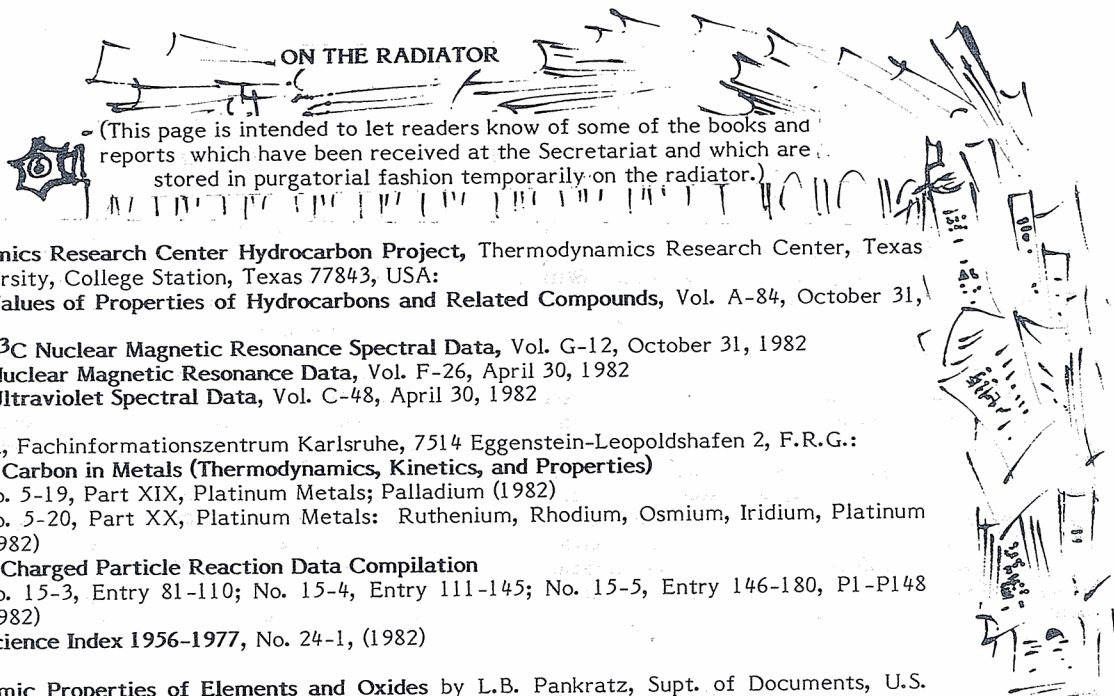 ON THE RADIATOR
(This page is intended to let readers know of some of the books and
reports which have been received at the Secretariat and which are
stored in purgatorial fashion temporarily on the radiator.)
mics Research Center Hydrocarbon Project, Thermodynamics Research Center, Texas
rsity, College Station, Texas 77843, USA:
alues of Properties of Hydrocarbons and Related Compounds, Vol. A-84, October 31,
³C Nuclear Magnetic Resonance Spectral Data, Vol. G-12, October 31, 1982
Nuclear Magnetic Resonance Data, Vol. F-26, April 30, 1982
Ultraviolet Spectral Data, Vol. C-48, April 30, 1982
, Fachinformationszentrum Karlsruhe, 7514 Eggenstein-Leopoldshafen 2, F.R.G.:
Carbon in Metals (Thermodynamics, Kinetics, and Properties)
o. 5-19, Part XIX, Platinum Metals; Palladium (1982)
o. 5-20, Part XX, Platinum Metals: Ruthenium, Rhodium, Osmium, Iridium, Platinum
982)
Charged Particle Reaction Data Compilation
o. 15-3, Entry 81-110; No. 15-4, Entry 111-145; No. 15-5, Entry 146-180, P1-P148
982)
cience Index 1956-1977, No. 24-1, (1982)
mic Properties of Elements and Oxides by L.B. Pankratz, Supt. of Documents, U.S.